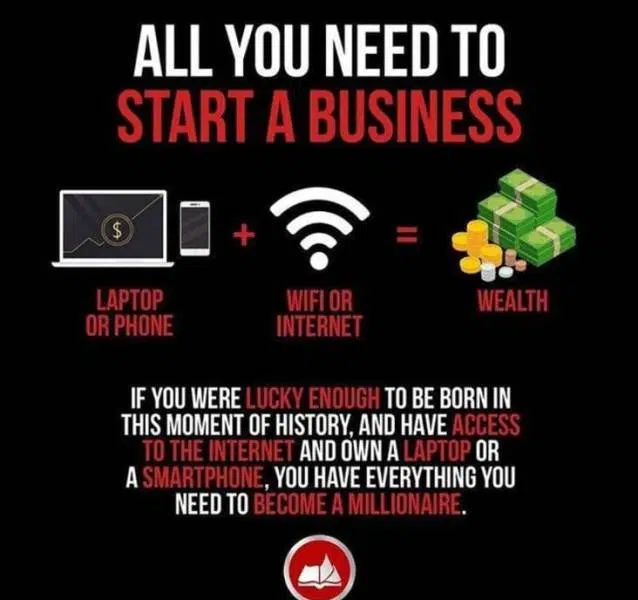 ALL YOU NEED TO
START A BUSINESS
$
+
=
LAPTOP
OR PHONE
WIFI OR
INTERNET
WEALTH
IF YOU WERE LUCKY ENOUGH TO BE BORN IN
THIS MOMENT OF HISTORY, AND HAVE ACCESS
TO THE INTERNET AND OWN A LAPTOP OR
A SMARTPHONE, YOU HAVE EVERYTHING YOU
NEED TO BECOME A MILLIONAIRE.